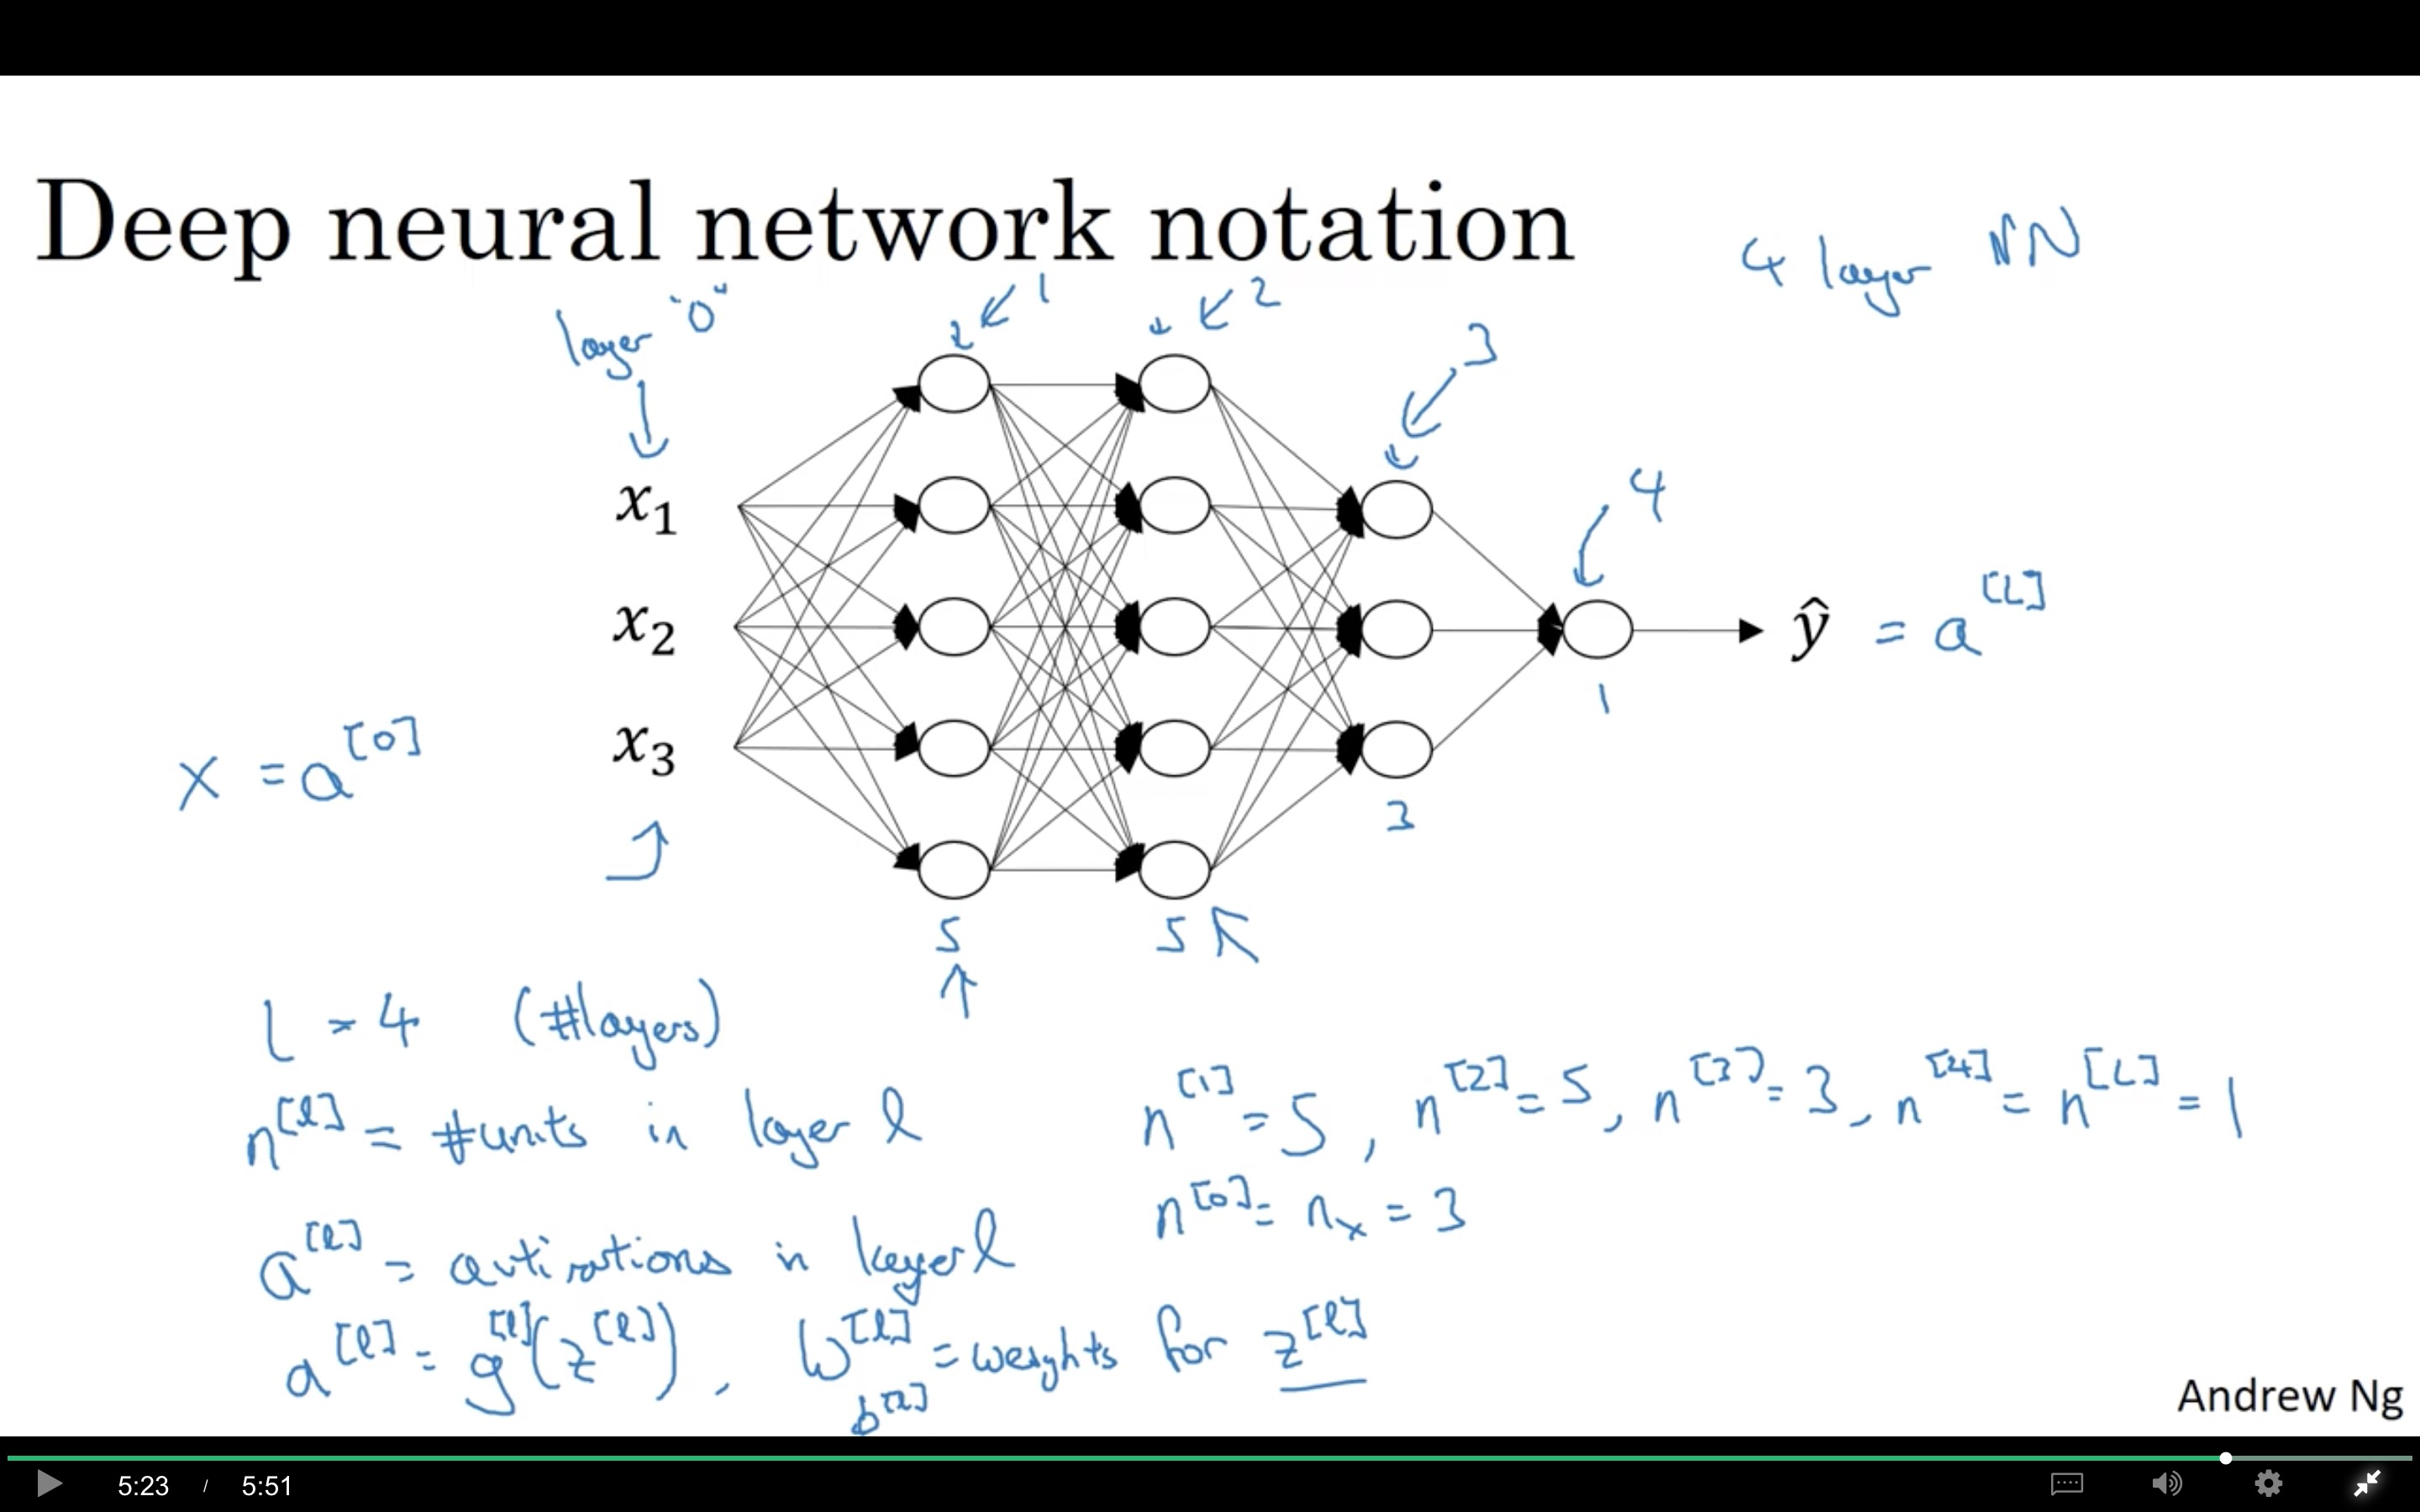 Deep neural network notation
4 layer NN
layer "0"
1
2
3
4
x₁
x₂
x₃
ŷ = a^[L]
X = a^[0]
1
3
5
5
L = 4 (#layers)
n^[l] = #units in layer l
n^[1] = 5, n^[2] = 5, n^[3] = 3, n^[4] = n^[L] = 1
n^[0] = n_x = 3
a^[l] = activations in layer l
a^[l] = g^[l](z^[l]), W^[l] = weights for z^[l]
b^[l]
Andrew Ng
5:23 / 5:51